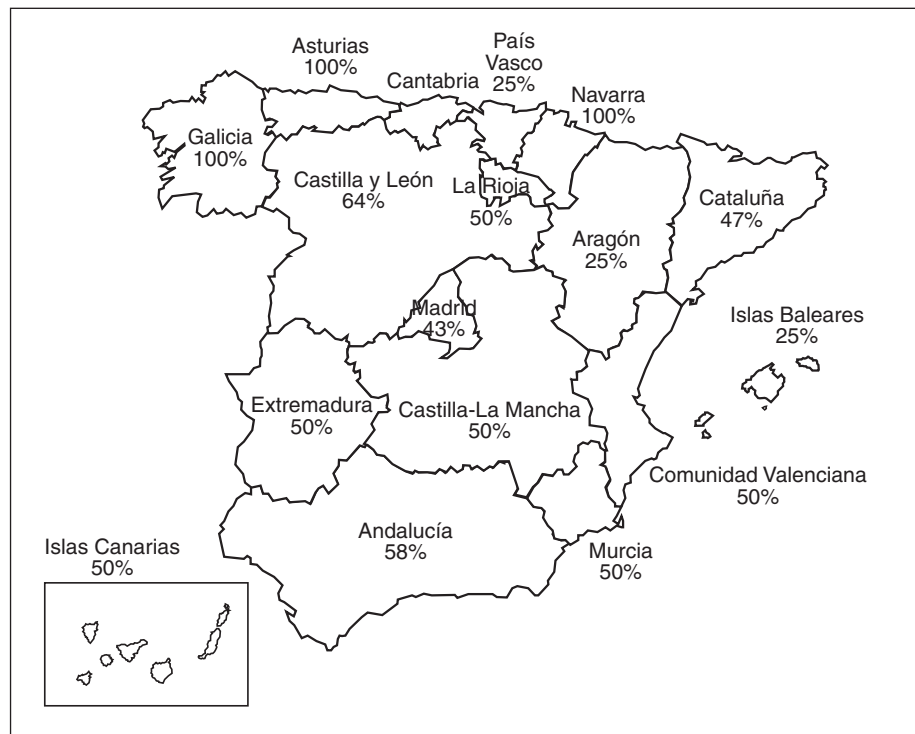 Asturias
100%
Cantabria
País
Vasco
25%
Navarra
100%
Galicia
100%
Castilla y León
64%
La Rioja
50%
Aragón
25%
Cataluña
47%
Madrid
43%
Islas Baleares
25%
Extremadura
50%
Castilla-La Mancha
50%
Comunidad Valenciana
50%
Andalucía
58%
Murcia
50%
Islas Canarias
50%